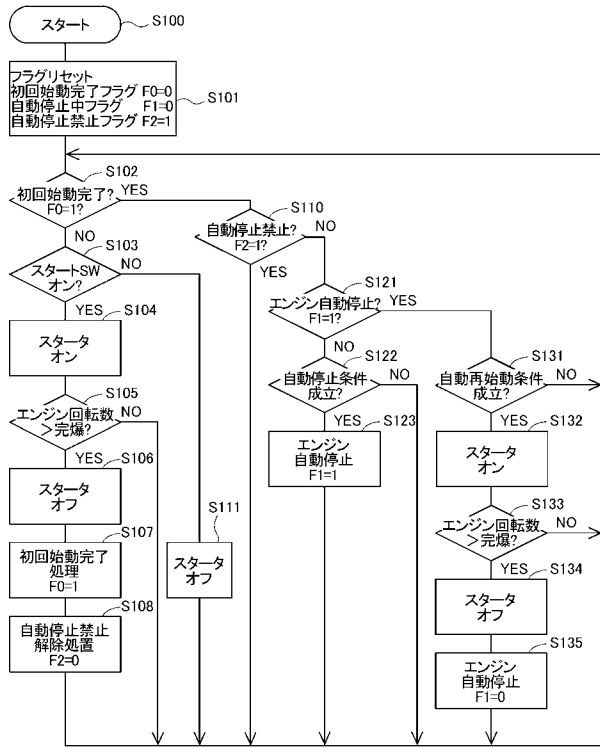 スタート
S100
フラグリセット
初回始動完了フラグ F0=0
自動停止中フラグ F1=0
自動停止禁止フラグ F2=1
S101
S102
初回始動完了?
F0=1?
YES
NO
S110
自動停止禁止?
F2=1?
NO
YES
S103
スタートSW
オン?
NO
YES
S121
エンジン自動停止?
F1=1?
YES
NO
S104
スタータ
オン
S122
自動停止条件
成立?
NO
YES
S131
自動再始動条件
成立?
NO
YES
S105
エンジン回転数
>完爆?
NO
YES
S123
エンジン
自動停止
F1=1
S132
スタータ
オン
S106
スタータ
オフ
S133
エンジン回転数
>完爆?
NO
YES
S107
初回始動完了
処理
F0=1
S111
スタータ
オフ
S134
スタータ
オフ
S108
自動停止禁止
解除処置
F2=0
S135
エンジン
自動停止
F1=0